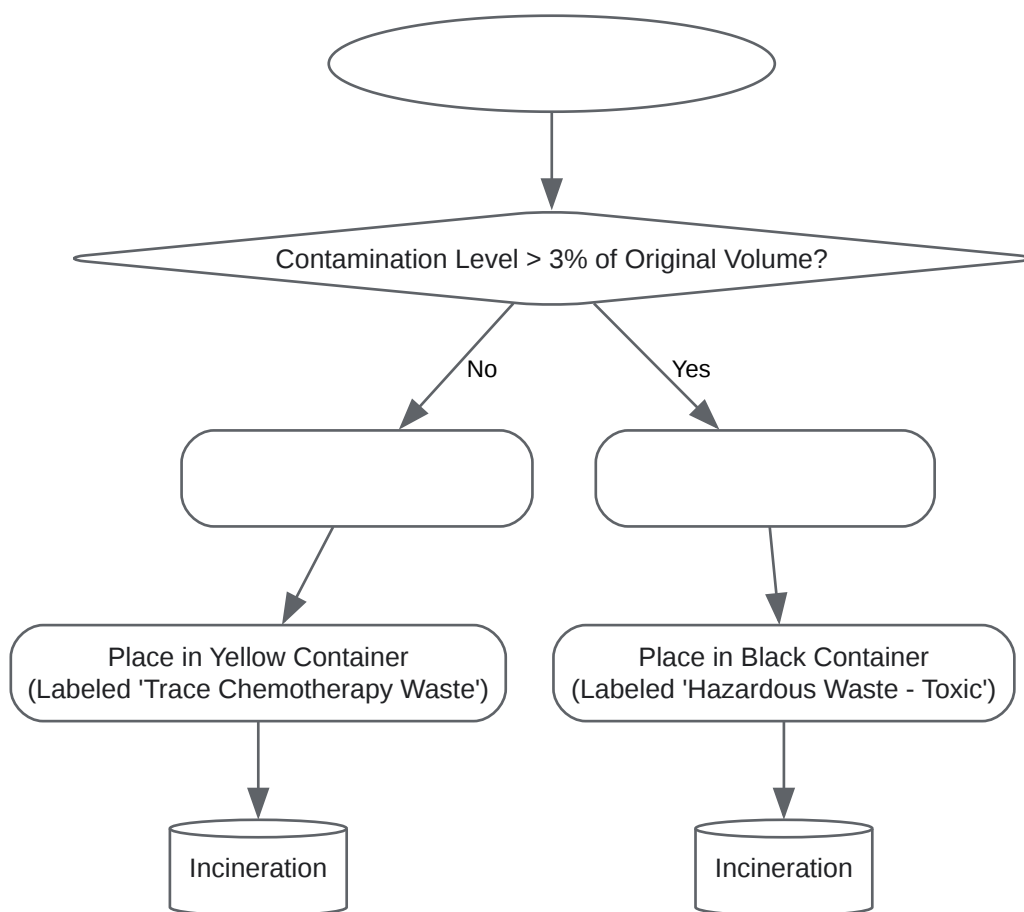 Contamination Level > 3% of Original Volume?
No
Yes
Place in Yellow Container
(Labeled 'Trace Chemotherapy Waste')
Place in Black Container
(Labeled 'Hazardous Waste - Toxic')
Incineration
Incineration